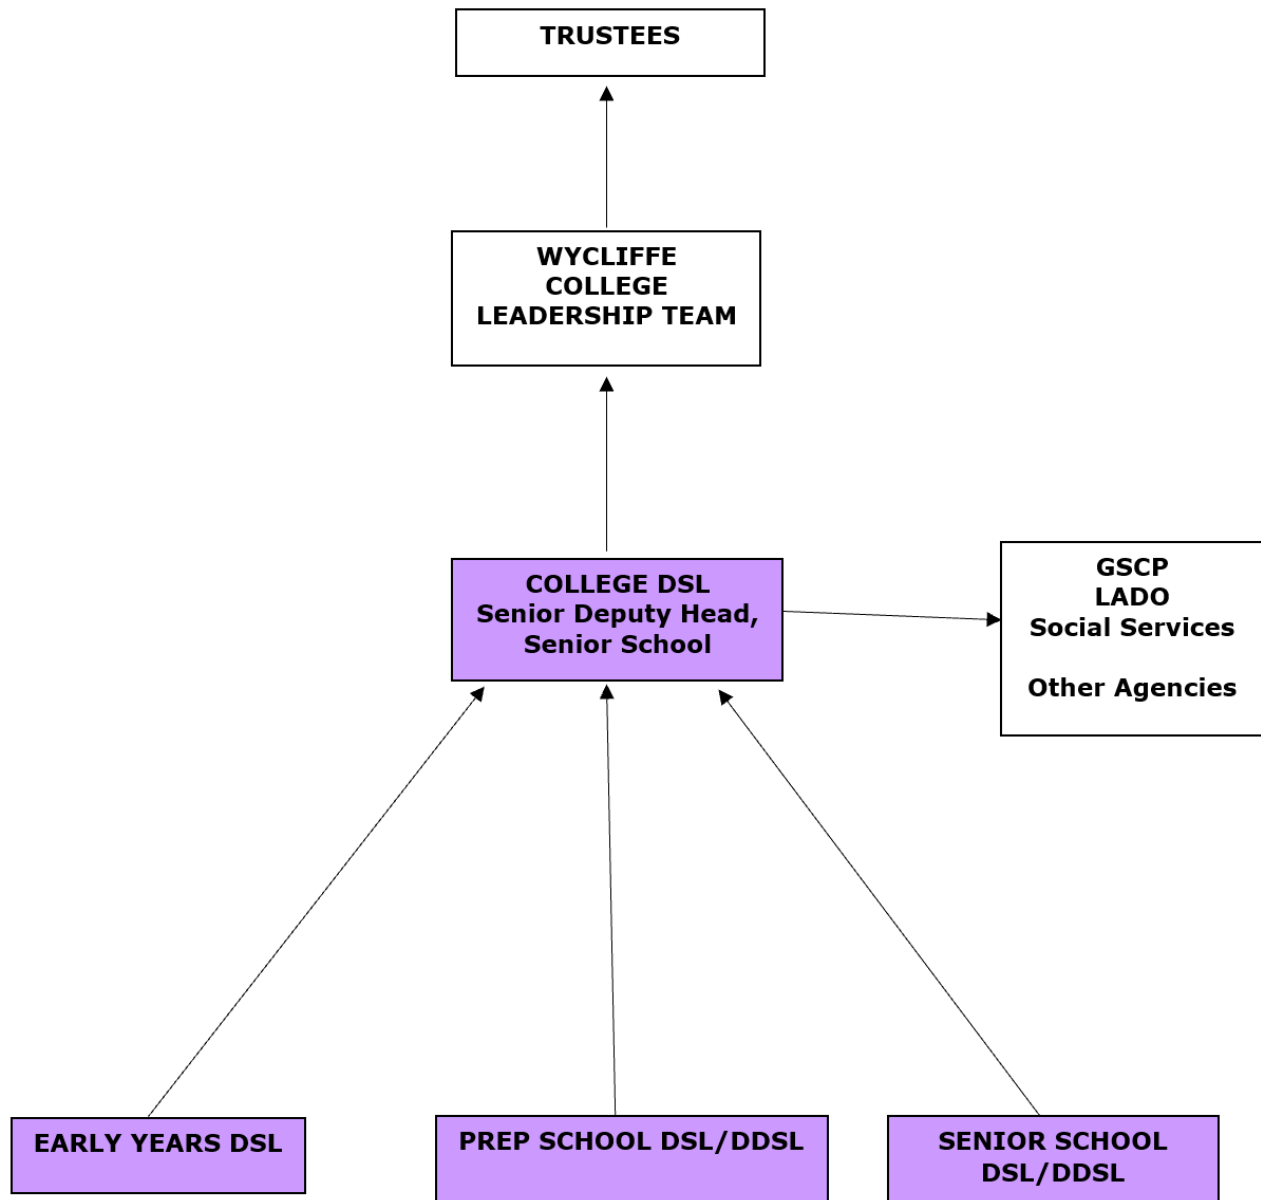 TRUSTEES
WYCLIFFE
COLLEGE
LEADERSHIP TEAM
COLLEGE DSL
Senior Deputy Head,
Senior School
GSCP
LADO
Social Services
Other Agencies
EARLY YEARS DSL
PREP SCHOOL DSL/DDSL
SENIOR SCHOOL
DSL/DDSL